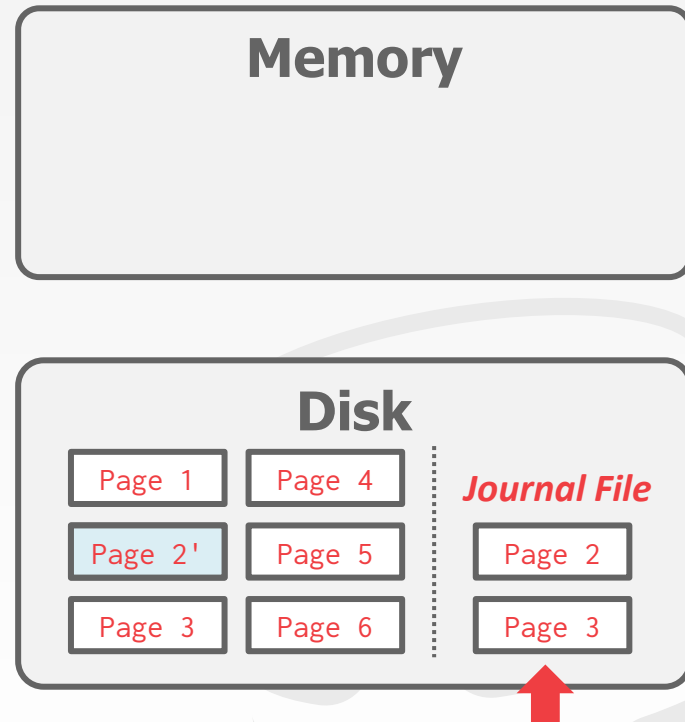 Memory
Disk
Page 1
Page 4
Journal File
Page 2'
Page 5
Page 2
Page 3
Page 6
Page 3